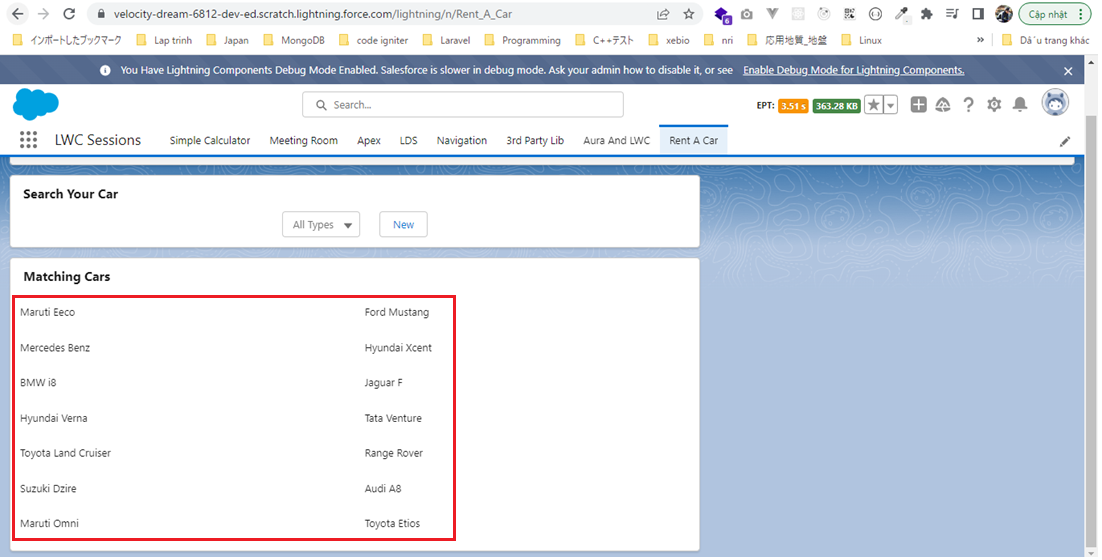 velocity-dream-6812-dev-ed.scratch.lightning.force.com/lightning/n/Rent_A_Car
6
Cập nhật
インポートしたブックマーク Lap trinh Japan MongoDB code igniter Laravel Programming C++テスト xebio nri 応用地質_地盤 Linux » Dấu trang khác
You Have Lightning Components Debug Mode Enabled. Salesforce is slower in debug mode. Ask your admin how to disable it, or see Enable Debug Mode for Lightning Components.
Search...
EPT: 3.51 s 363.28 KB
LWC Sessions Simple Calculator Meeting Room Apex LDS Navigation 3rd Party Lib Aura And LWC Rent A Car
Search Your Car
All Types New
Matching Cars
Maruti Eeco Ford Mustang
Mercedes Benz Hyundai Xcent
BMW i8 Jaguar F
Hyundai Verna Tata Venture
Toyota Land Cruiser Range Rover
Suzuki Dzire Audi A8
Maruti Omni Toyota Etios